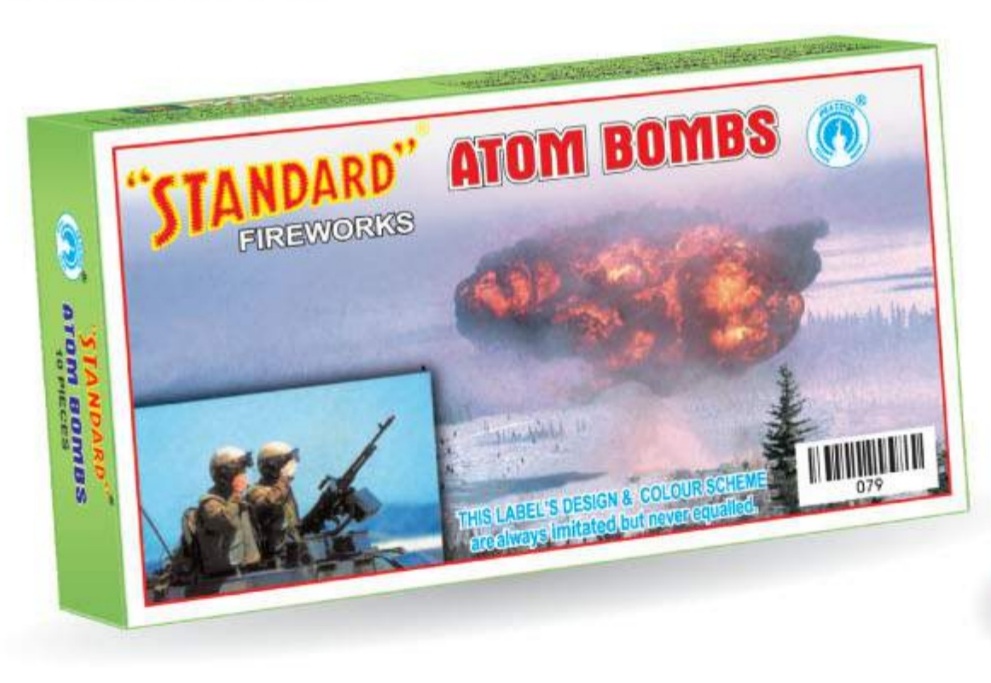 “STANDARD”®
FIREWORKS
ATOM BOMBS
®
THIS LABEL'S DESIGN & COLOUR SCHEME
are always imitated but never equalled.
079
"STANDARD"®
ATOM BOMBS
10 PIECES